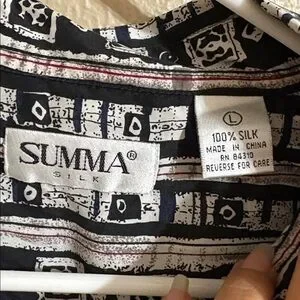 SUMMA®
SILK
L
100% SILK
MADE IN CHINA
RN 84310
REVERSE FOR CARE